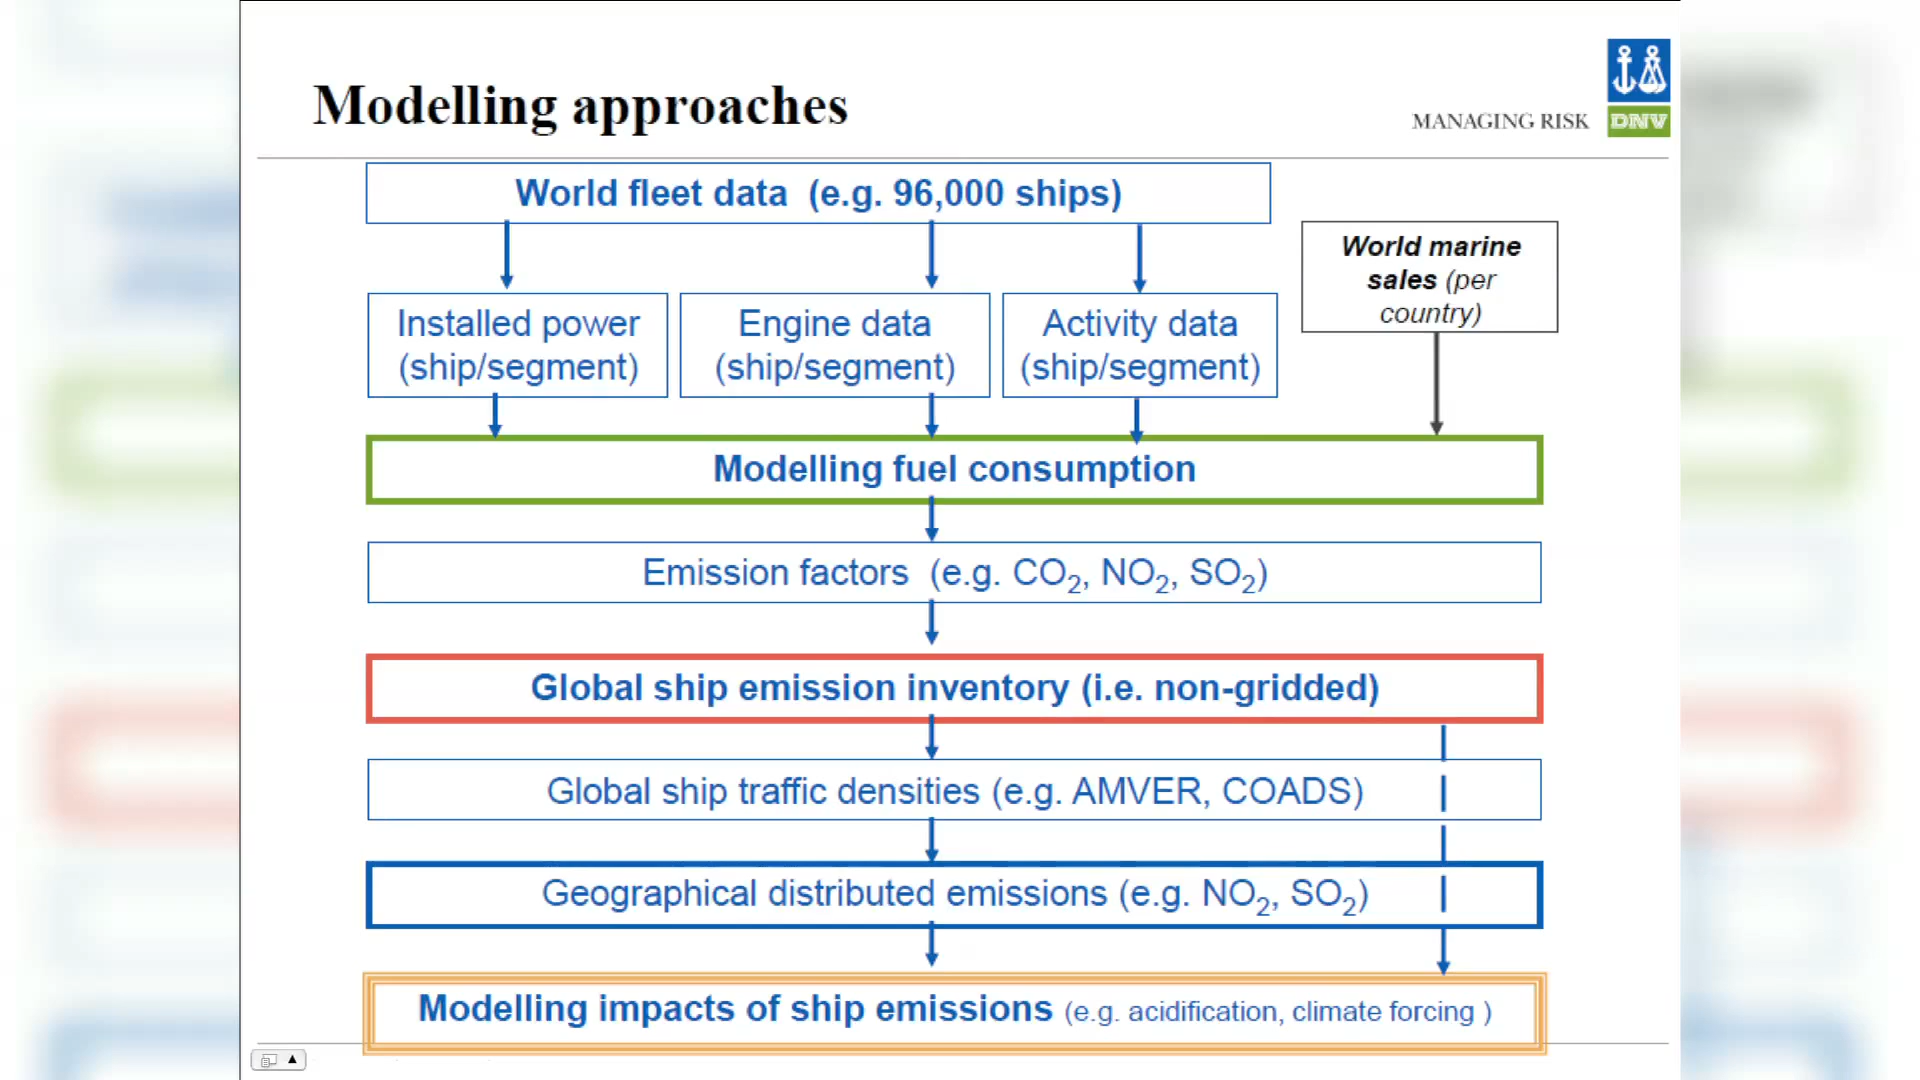 Modelling approaches
MANAGING RISK
DNV
World fleet data (e.g. 96,000 ships)
World marine
sales (per
country)
Installed power
(ship/segment)
Engine data
(ship/segment)
Activity data
(ship/segment)
Modelling fuel consumption
Emission factors (e.g. CO₂, NO₂, SO₂)
Global ship emission inventory (i.e. non-gridded)
Global ship traffic densities (e.g. AMVER, COADS)
Geographical distributed emissions (e.g. NO₂, SO₂)
Modelling impacts of ship emissions (e.g. acidification, climate forcing )